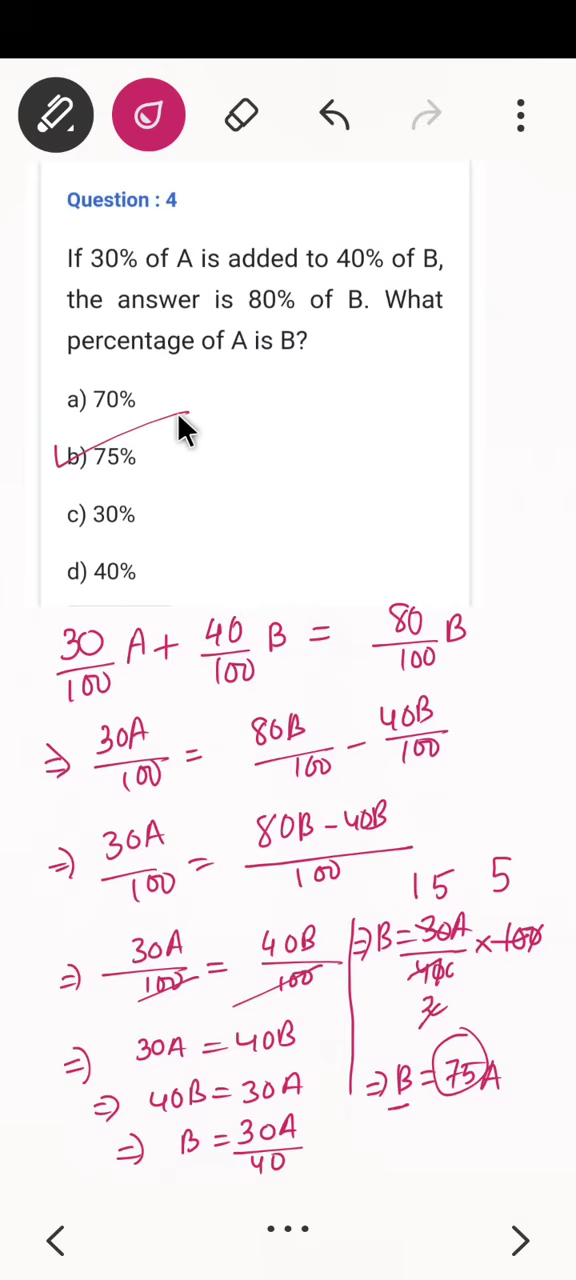 Question : 4
If 30% of A is added to 40% of B,
the answer is 80% of B. What
percentage of A is B?
a) 70%
b) 75%
c) 30%
d) 40%
30/100 A + 40/100 B = 80/100 B
⇒ 30A/100 = 80B/100 - 40B/100
⇒ 30A/100 = 80B - 40B/100
⇒ 30A/100 = 40B/100
⇒ 30A = 40B
⇒ 40B = 30A
⇒ B = 30A/40
15 5
⇒ B = 30A/40 × 100
⇒ B = 75A